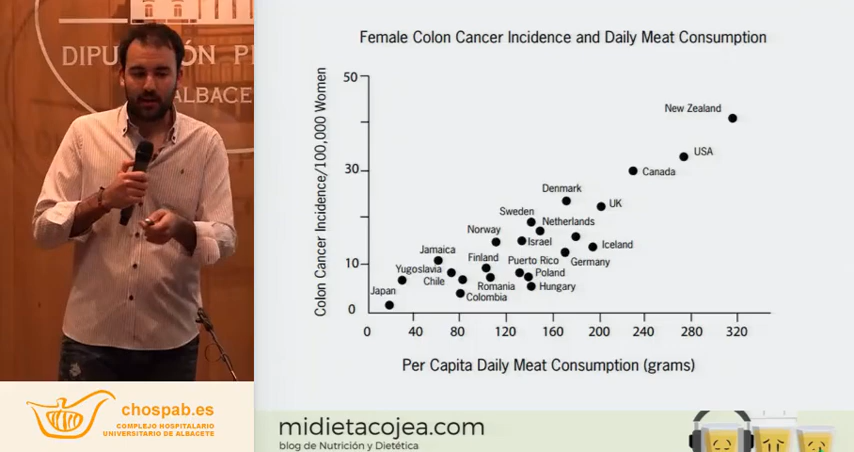 DIPU
ÓN P
ALBACE
chospab.es
COMPLEJO HOSPITALARIO
UNIVERSITARIO DE ALBACETE
Female Colon Cancer Incidence and Daily Meat Consumption
Colon Cancer Incidence/100,000 Women
50
30
10
0
New Zealand
USA
Canada
Denmark
UK
Sweden
Netherlands
Norway
Israel
Iceland
Jamaica
Finland
Puerto Rico
Germany
Yugoslavia
Poland
Chile
Romania
Hungary
Japan
Colombia
0 40 80 120 160 200 240 280 320
Per Capita Daily Meat Consumption (grams)
midietacojea.com
blog de Nutrición y Dietética